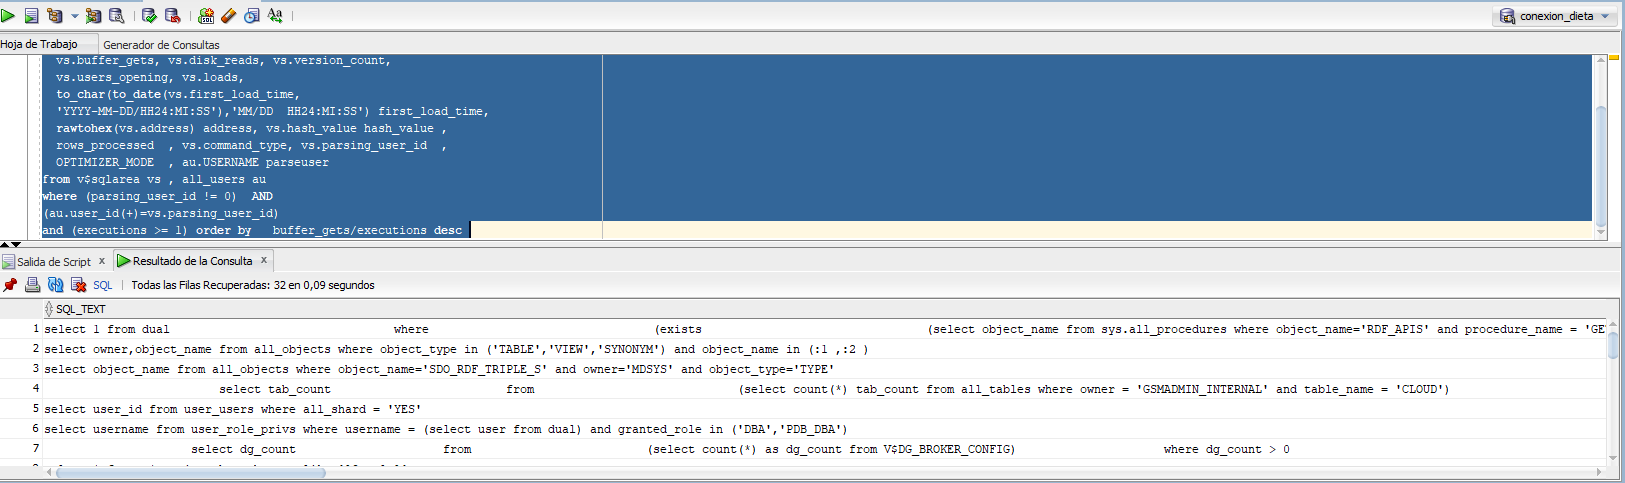 conexion_dieta
Hoja de Trabajo Generador de Consultas
vs.buffer_gets, vs.disk_reads, vs.version_count,
vs.users_opening, vs.loads,
to_char(to_date(vs.first_load_time,
'YYYY-MM-DD/HH24:MI:SS'),'MM/DD  HH24:MI:SS') first_load_time,
rawtohex(vs.address) address, vs.hash_value hash_value ,
rows_processed  , vs.command_type, vs.parsing_user_id  ,
OPTIMIZER_MODE  , au.USERNAME parseuser
from v$sqlarea vs , all_users au
where (parsing_user_id != 0)  AND
(au.user_id(+)=vs.parsing_user_id)
and (executions >= 1) order by   buffer_gets/executions desc
Salida de Script x Resultado de la Consulta x
SQL | Todas las Filas Recuperadas: 32 en 0,09 segundos
SQL_TEXT
1 select 1 from dual where (exists (select object_name from sys.all_procedures where object_name='RDF_APIS' and procedure_name = 'GE
2 select owner,object_name from all_objects where object_type in ('TABLE','VIEW','SYNONYM') and object_name in (:1 ,:2 )
3 select object_name from all_objects where object_name='SDO_RDF_TRIPLE_S' and owner='MDSYS' and object_type='TYPE'
4 select tab_count from (select count(*) tab_count from all_tables where owner = 'GSMADMIN_INTERNAL' and table_name = 'CLOUD')
5 select user_id from user_users where all_shard = 'YES'
6 select username from user_role_privs where username = (select user from dual) and granted_role in ('DBA','PDB_DBA')
7 select dg_count from (select count(*) as dg_count from V$DG_BROKER_CONFIG) where dg_count > 0